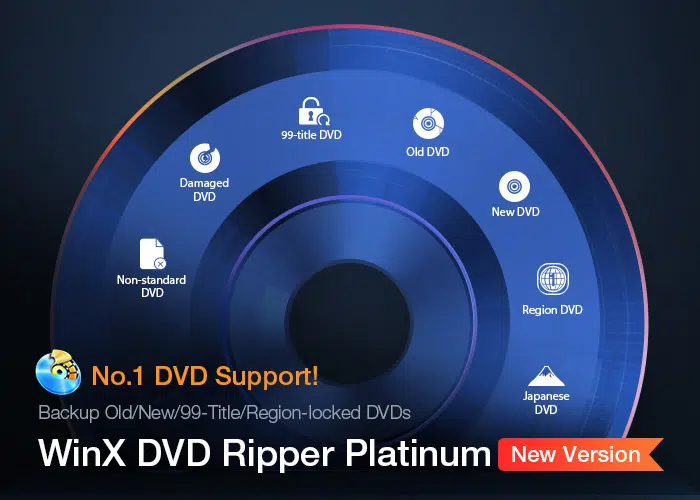 99-title DVD
Old DVD
Damaged
DVD
New DVD
Non-standard
DVD
Region DVD
Japanese
DVD
No.1 DVD Support!
Backup Old/New/99-Title/Region-locked DVDs
WinX DVD Ripper Platinum New Version